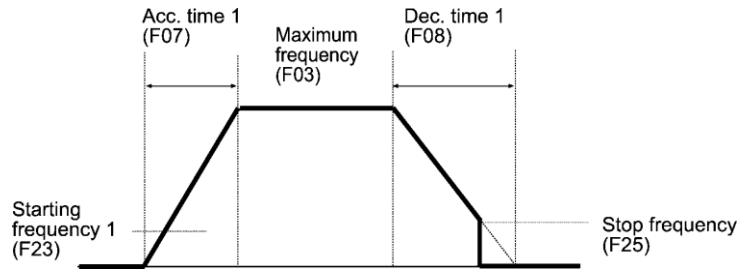 Acc. time 1
(F07)
Maximum
frequency
(F03)
Dec. time 1
(F08)
Starting
frequency 1
(F23)
Stop frequency
(F25)